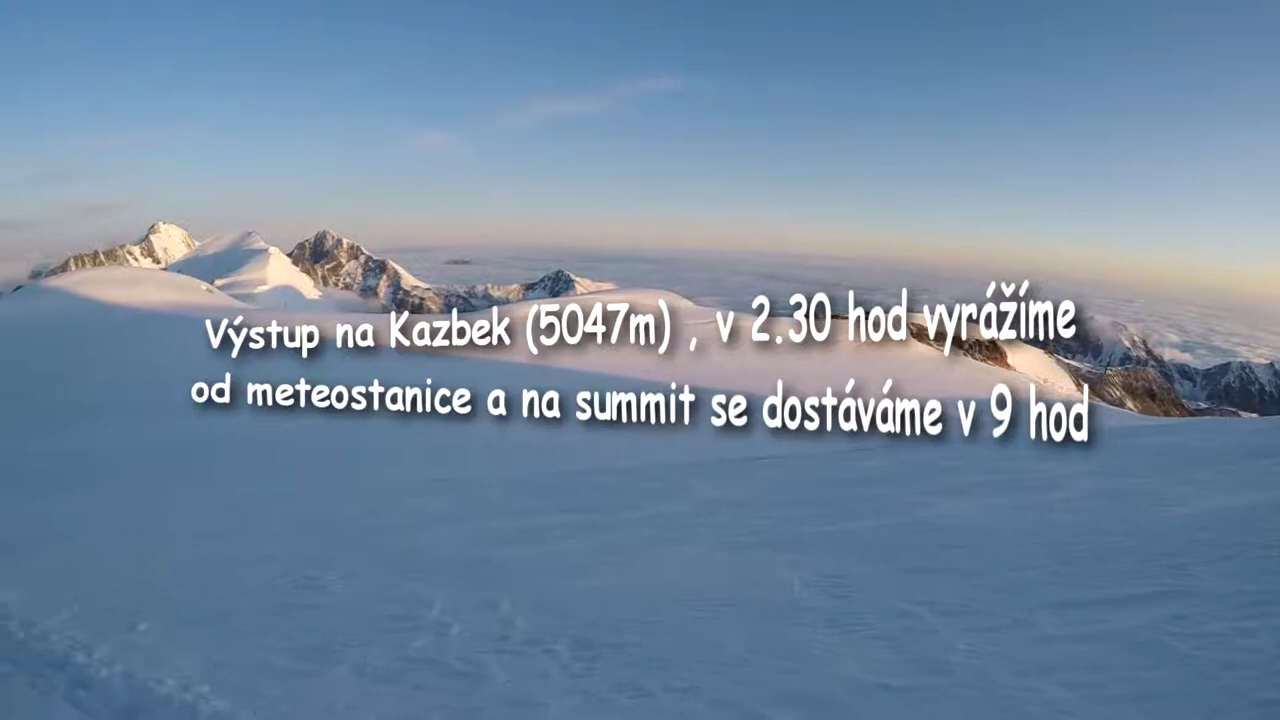 Výstup na Kazbek (5047m) , v 2.30 hod vyrážíme
od meteostanice a na summit se dostáváme v 9 hod